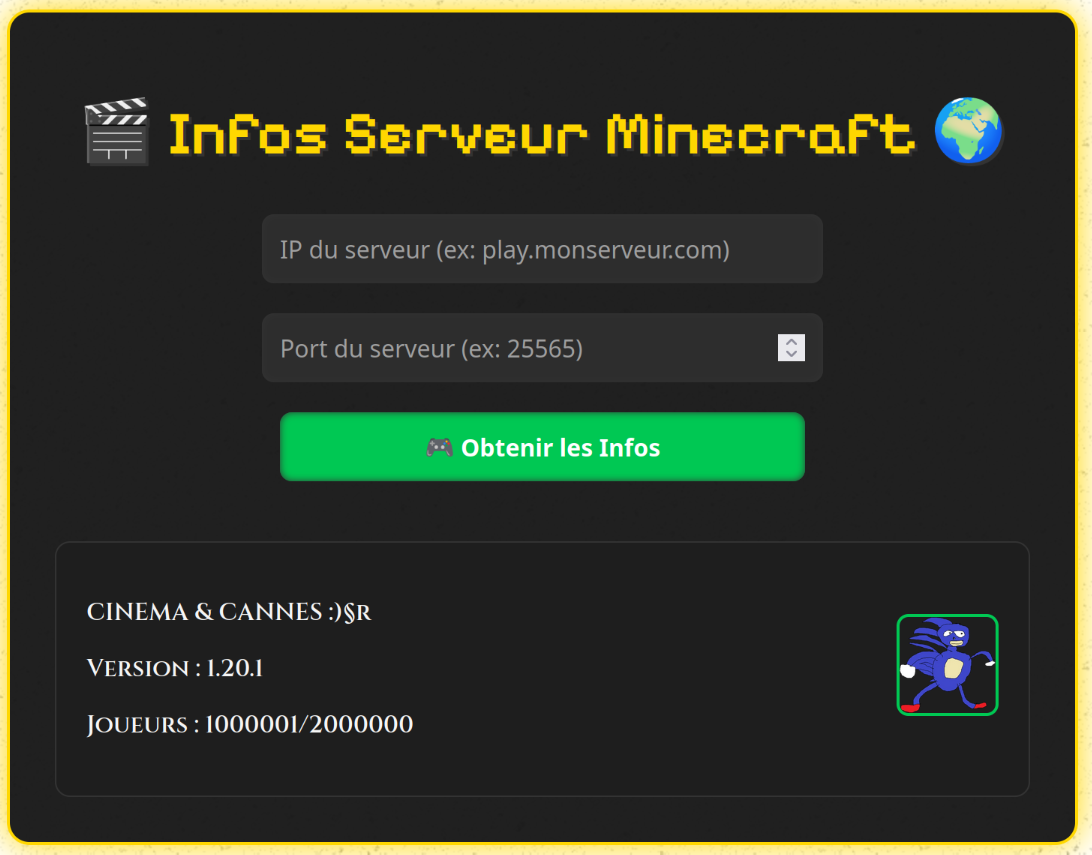 🎬 Infos Serveur Minecraft 🌍
IP du serveur (ex: play.monserveur.com)
Port du serveur (ex: 25565)
🎮 Obtenir les Infos
CINEMA & CANNES :)§r
Version : 1.20.1
Joueurs : 1000001/2000000